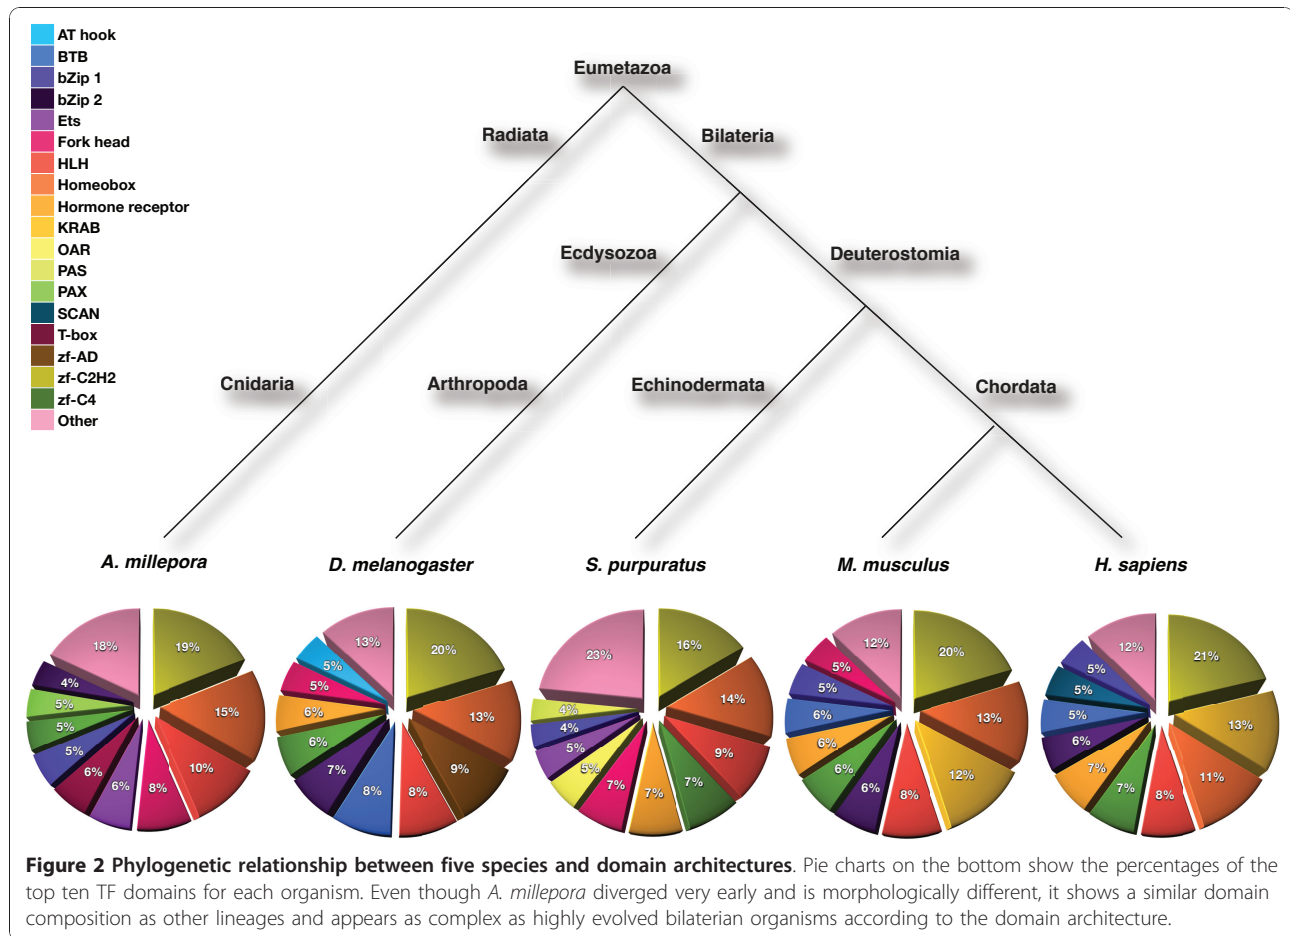 AT hook
BTB
bZip 1
bZip 2
Ets
Fork head
HLH
Homeobox
Hormone receptor
KRAB
OAR
PAS
PAX
SCAN
T-box
zf-AD
zf-C2H2
zf-C4
Other
Eumetazoa
Radiata
Bilateria
Ecdysozoa
Deuterostomia
Cnidaria
Arthropoda
Echinodermata
Chordata
A. millepora
D. melanogaster
S. purpuratus
M. musculus
H. sapiens
19%
15%
10%
8%
6%
6%
5%
5%
5%
4%
18%
20%
13%
9%
8%
8%
7%
6%
6%
5%
5%
13%
16%
14%
9%
7%
7%
7%
5%
5%
4%
4%
23%
20%
13%
12%
8%
6%
6%
6%
6%
5%
5%
12%
21%
13%
11%
8%
7%
7%
6%
5%
5%
5%
12%
Figure 2 Phylogenetic relationship between five species and domain architectures. Pie charts on the bottom show the percentages of the
top ten TF domains for each organism. Even though A. millepora diverged very early and is morphologically different, it shows a similar domain
composition as other lineages and appears as complex as highly evolved bilaterian organisms according to the domain architecture.